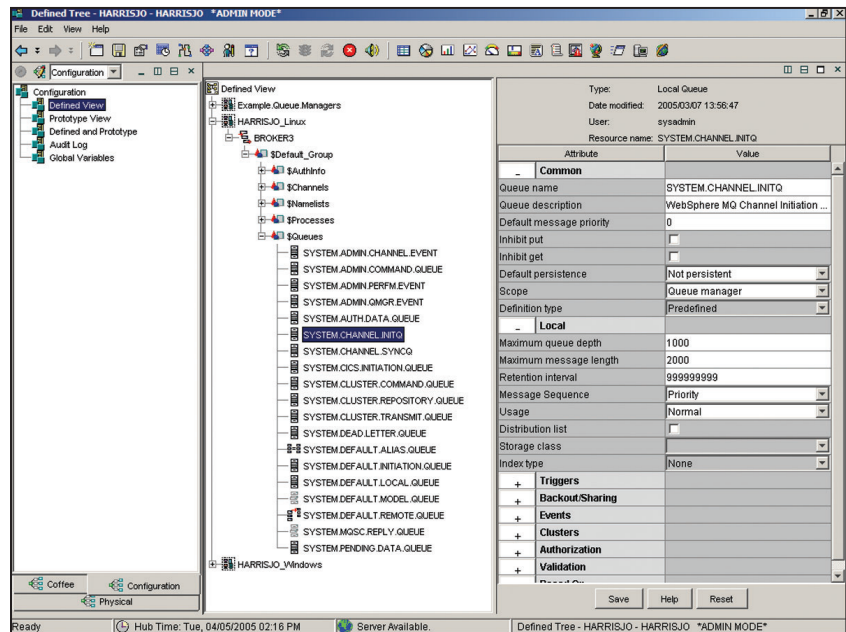 Defined Tree - HARRISJO - HARRISJO *ADMIN MODE*
File Edit View Help
Configuration
Configuration
Defined View
Prototype View
Defined and Prototype
Audit Log
Global Variables
Coffee
Configuration
Physical
Defined View
Example.Queue.Managers
HARRISJO_Linux
BROKER3
$Default_Group
$AuthInfo
$Channels
$Namelists
$Processes
$Queues
SYSTEM.ADMIN.CHANNEL.EVENT
SYSTEM.ADMIN.COMMAND.QUEUE
SYSTEM.ADMIN.PERFM.EVENT
SYSTEM.ADMIN.QMGR.EVENT
SYSTEM.AUTH.DATA.QUEUE
SYSTEM.CHANNEL.INITQ
SYSTEM.CHANNEL.SYNCQ
SYSTEM.CICS.INITIATION.QUEUE
SYSTEM.CLUSTER.COMMAND.QUEUE
SYSTEM.CLUSTER.REPOSITORY.QUEUE
SYSTEM.CLUSTER.TRANSMIT.QUEUE
SYSTEM.DEAD.LETTER.QUEUE
SYSTEM.DEFAULT.ALIAS.QUEUE
SYSTEM.DEFAULT.INITIATION.QUEUE
SYSTEM.DEFAULT.LOCAL.QUEUE
SYSTEM.DEFAULT.MODEL.QUEUE
SYSTEM.DEFAULT.REMOTE.QUEUE
SYSTEM.MQSC.REPLY.QUEUE
SYSTEM.PENDING.DATA.QUEUE
HARRISJO_Windows
Type: Local Queue
Date modified: 2005/03/07 13:56:47
User: sysadmin
Resource name: SYSTEM.CHANNEL.INITQ
Attribute Value
Common
Queue name SYSTEM.CHANNEL.INITQ
Queue description WebSphere MQ Channel Initiation ...
Default message priority 0
Inhibit put
Inhibit get
Default persistence Not persistent
Scope Queue manager
Definition type Predefined
Local
Maximum queue depth 1000
Maximum message length 2000
Retention interval 999999999
Message Sequence Priority
Usage Normal
Distribution list
Storage class
Index type None
Triggers
Backout/Sharing
Events
Clusters
Authorization
Validation
Save Help Reset
Ready Hub Time: Tue, 04/05/2005 02:16 PM Server Available. Defined Tree - HARRISJO - HARRISJO *ADMIN MODE*